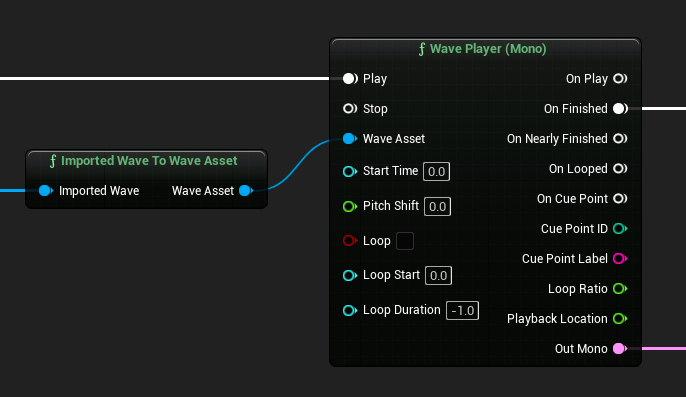 Wave Player (Mono)
Play
On Play
Stop
On Finished
Wave Asset
On Nearly Finished
Start Time 0.0
On Looped
Pitch Shift 0.0
On Cue Point
Loop
Cue Point ID
Loop Start 0.0
Cue Point Label
Loop Duration -1.0
Loop Ratio
Playback Location
Out Mono
Imported Wave To Wave Asset
Imported Wave
Wave Asset